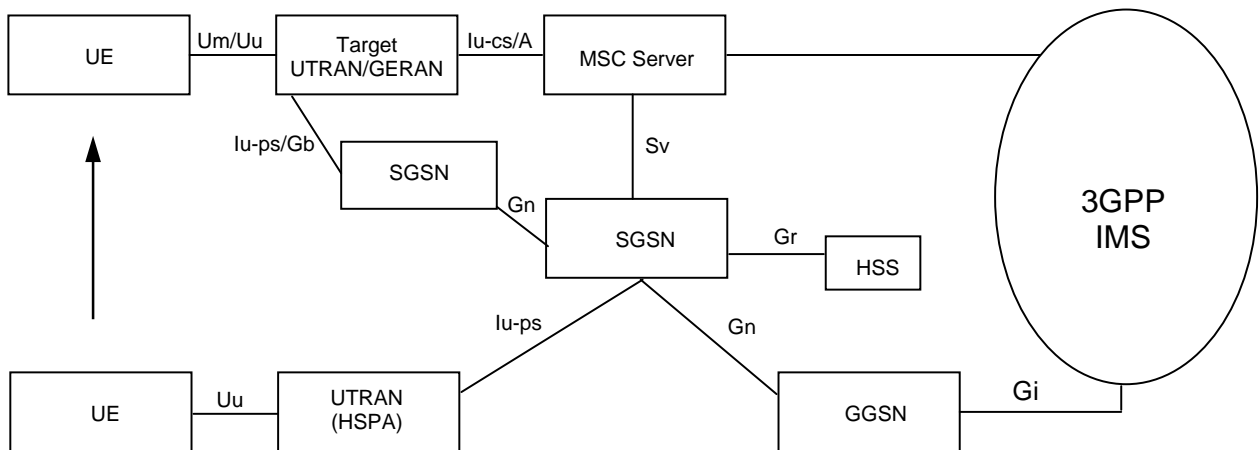 UE
Um/Uu
Target
UTRAN/GERAN
Iu-cs/A
MSC Server
Iu-ps/Gb
SGSN
Gn
Sv
SGSN
Gr
HSS
3GPP
IMS
Iu-ps
Gn
UE
Uu
UTRAN
(HSPA)
GGSN
Gi